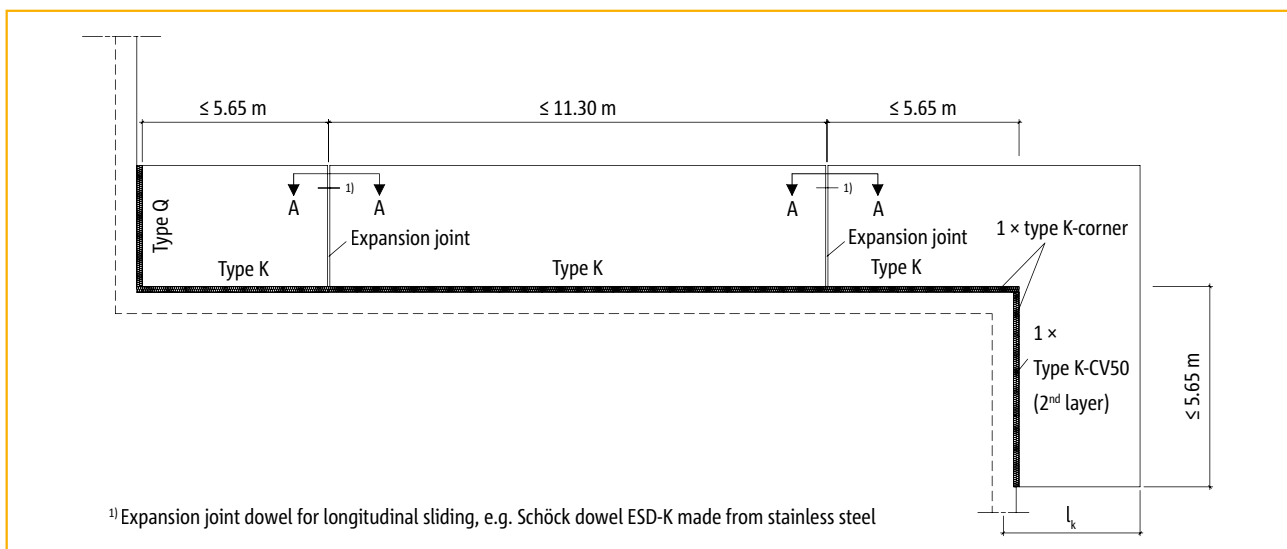 ≤ 5.65 m
≤ 11.30 m
≤ 5.65 m
1)
1)
A
A
A
A
Type Q
Expansion joint
Expansion joint
1 × type K-corner
Type K
Type K
Type K
1 ×
Type K-CV50
(2nd layer)
≤ 5.65 m
lk
1) Expansion joint dowel for longitudinal sliding, e.g. Schöck dowel ESD-K made from stainless steel